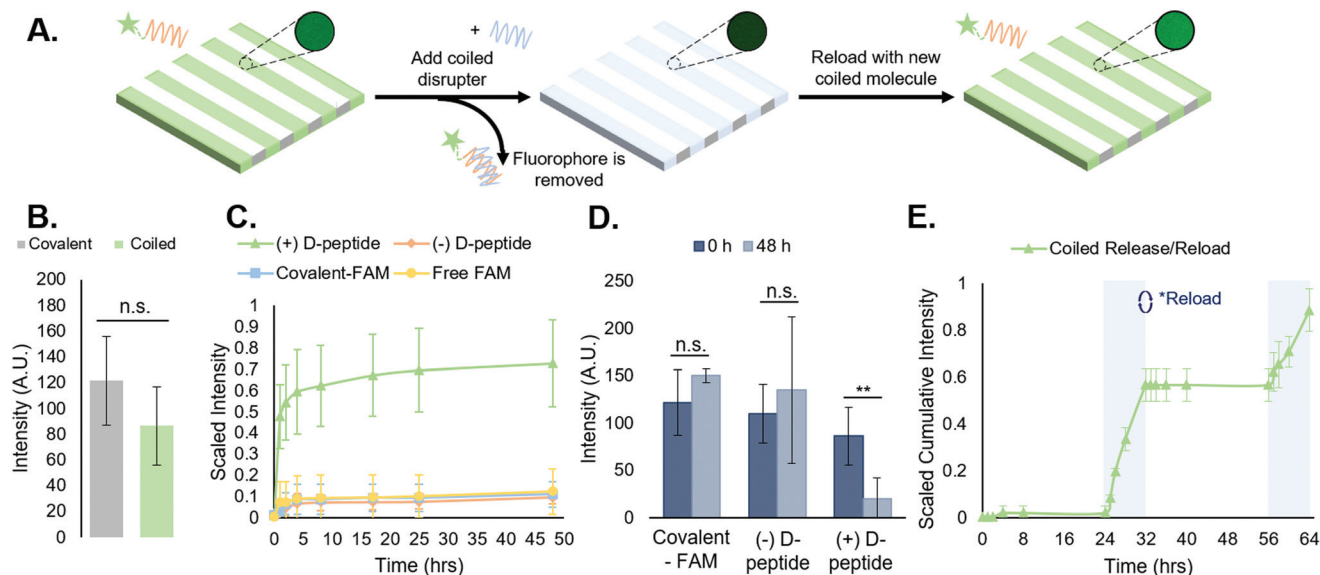 A.
+
Add coiled
disrupter
Fluorophore is
removed
Reload with new
coiled molecule
B.
Covalent Coiled
Intensity (A.U.)
200
180
160
140
120
100
80
60
40
20
0
n.s.
C.
(+) D-peptide (-) D-peptide
Covalent-FAM Free FAM
Scaled Intensity
1
0.9
0.8
0.7
0.6
0.5
0.4
0.3
0.2
0.1
0
0 5 10 15 20 25 30 35 40 45 50
Time (hrs)
D.
0 h 48 h
Intensity (A.U.)
250
200
150
100
50
0
n.s.
n.s.
**
Covalent
- FAM
(-) D-
peptide
(+) D-
peptide
E.
Coiled Release/Reload
Scaled Cumulative Intensity
1
0.8
0.6
0.4
0.2
0
*Reload
0 8 16 24 32 40 48 56 64
Time (hrs)